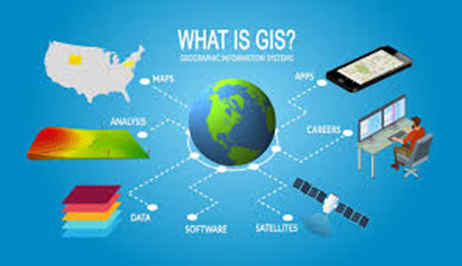 WHAT IS GIS?
GEOGRAPHIC INFORMATION SYSTEMS
MAPS
APPS
ANALYSIS
CAREERS
DATA
SOFTWARE
SATELLITES